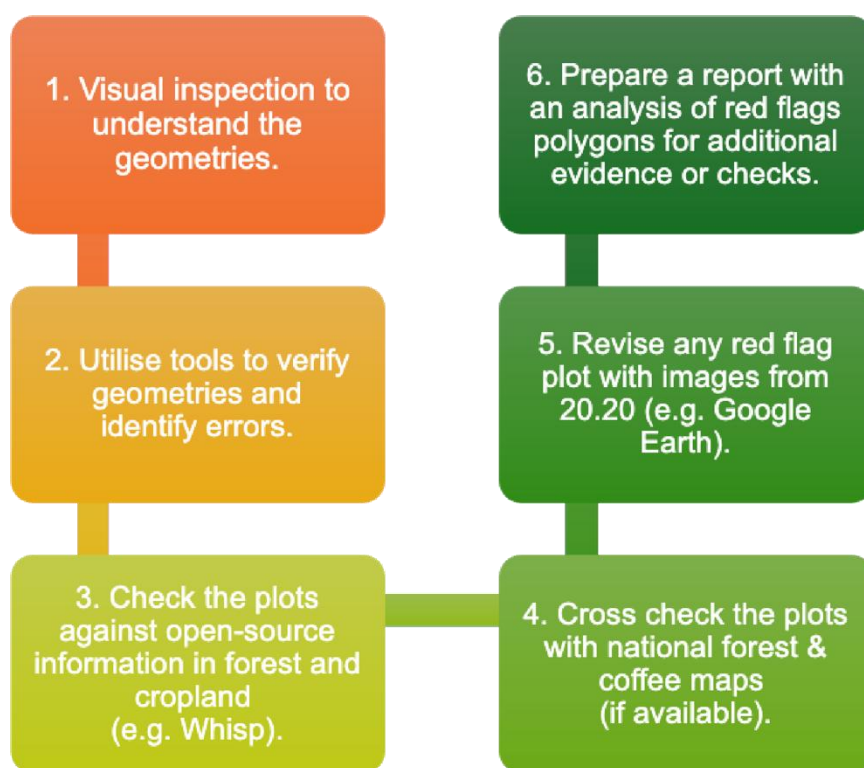 1. Visual inspection to
understand the
geometries.
2. Utilise tools to verify
geometries and
identify errors.
3. Check the plots
against open-source
information in forest and
cropland
(e.g. Whisp).
4. Cross check the plots
with national forest &
coffee maps
(if available).
5. Revise any red flag
plot with images from
20.20 (e.g. Google
Earth).
6. Prepare a report with
an analysis of red flags
polygons for additional
evidence or checks.